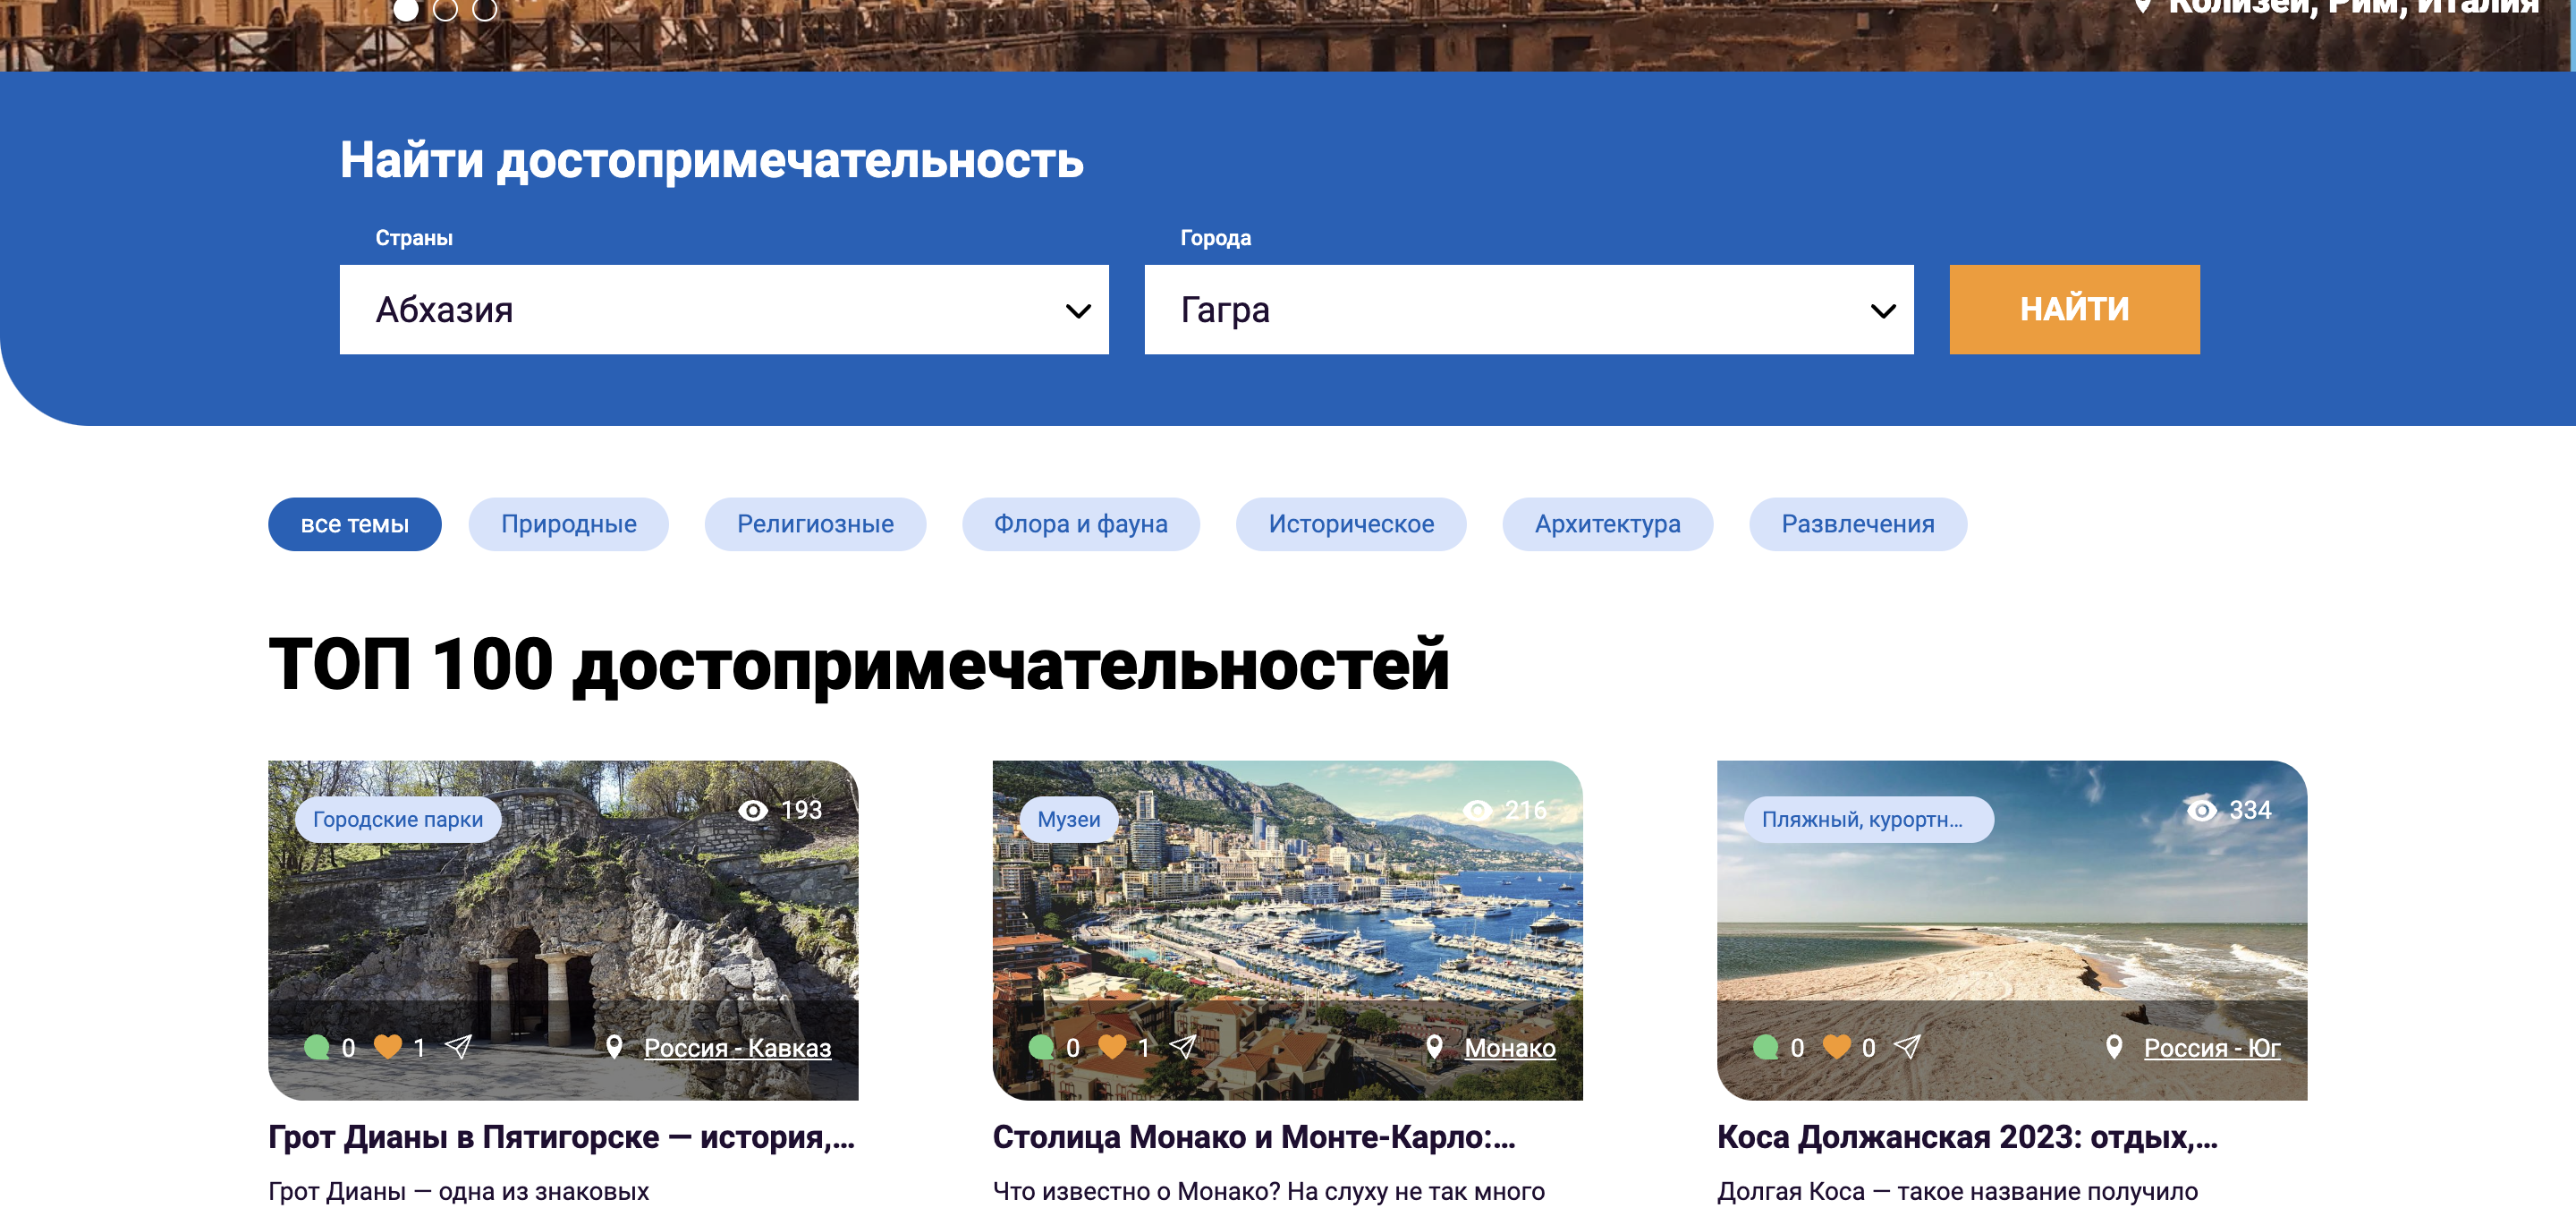 Колизей, Рим, Италия
Найти достопримечательность
Страны
Города
Абхазия
Гагра
НАЙТИ
все темы
Природные
Религиозные
Флора и фауна
Историческое
Архитектура
Развлечения
ТОП 100 достопримечательностей
Городские парки
193
0
1
Россия - Кавказ
Грот Дианы в Пятигорске — история,...
Грот Дианы — одна из знаковых
Музеи
216
0
1
Монако
Столица Монако и Монте-Карло:...
Что известно о Монако? На слуху не так много
Пляжный, курортн...
334
0
0
Россия - Юг
Коса Должанская 2023: отдых,...
Долгая Коса — такое название получило